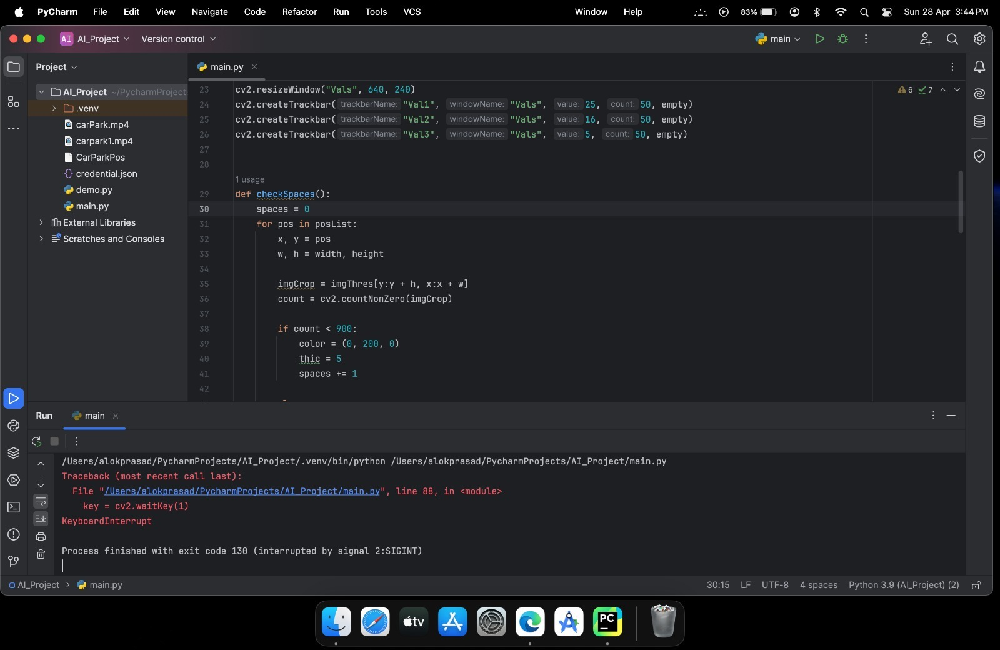 PyCharm File Edit View Navigate Code Refactor Run Tools VCS Window Help 83% Sun 28 Apr 3:44 PM
AI AI_Project Version control main
Project
main.py
AI_Project ~/PycharmProjects
.venv
carPark.mp4
carpark1.mp4
CarParkPos
{} credential.json
demo.py
main.py
External Libraries
Scratches and Consoles
6 7
23 cv2.resizeWindow("Vals", 640, 240)
24 cv2.createTrackbar( trackbarName: "Val1", windowName: "Vals", value: 25, count: 50, empty)
25 cv2.createTrackbar( trackbarName: "Val2", windowName: "Vals", value: 16, count: 50, empty)
26 cv2.createTrackbar( trackbarName: "Val3", windowName: "Vals", value: 5, count: 50, empty)
27
28
1 usage
29 def checkSpaces():
30 spaces = 0
31 for pos in posList:
32 x, y = pos
33 w, h = width, height
34
35 imgCrop = imgThres[y:y + h, x:x + w]
36 count = cv2.countNonZero(imgCrop)
37
38 if count < 900:
39 color = (0, 200, 0)
40 thic = 5
41 spaces += 1
42
Run main
/Users/alokprasad/PycharmProjects/AI_Project/.venv/bin/python /Users/alokprasad/PycharmProjects/AI_Project/main.py
Traceback (most recent call last):
File "/Users/alokprasad/PycharmProjects/AI_Project/main.py", line 88, in <module>
key = cv2.waitKey(1)
KeyboardInterrupt
Process finished with exit code 130 (interrupted by signal 2:SIGINT)
AI_Project > main.py 30:15 LF UTF-8 4 spaces Python 3.9 (AI_Project) (2)
tv PC